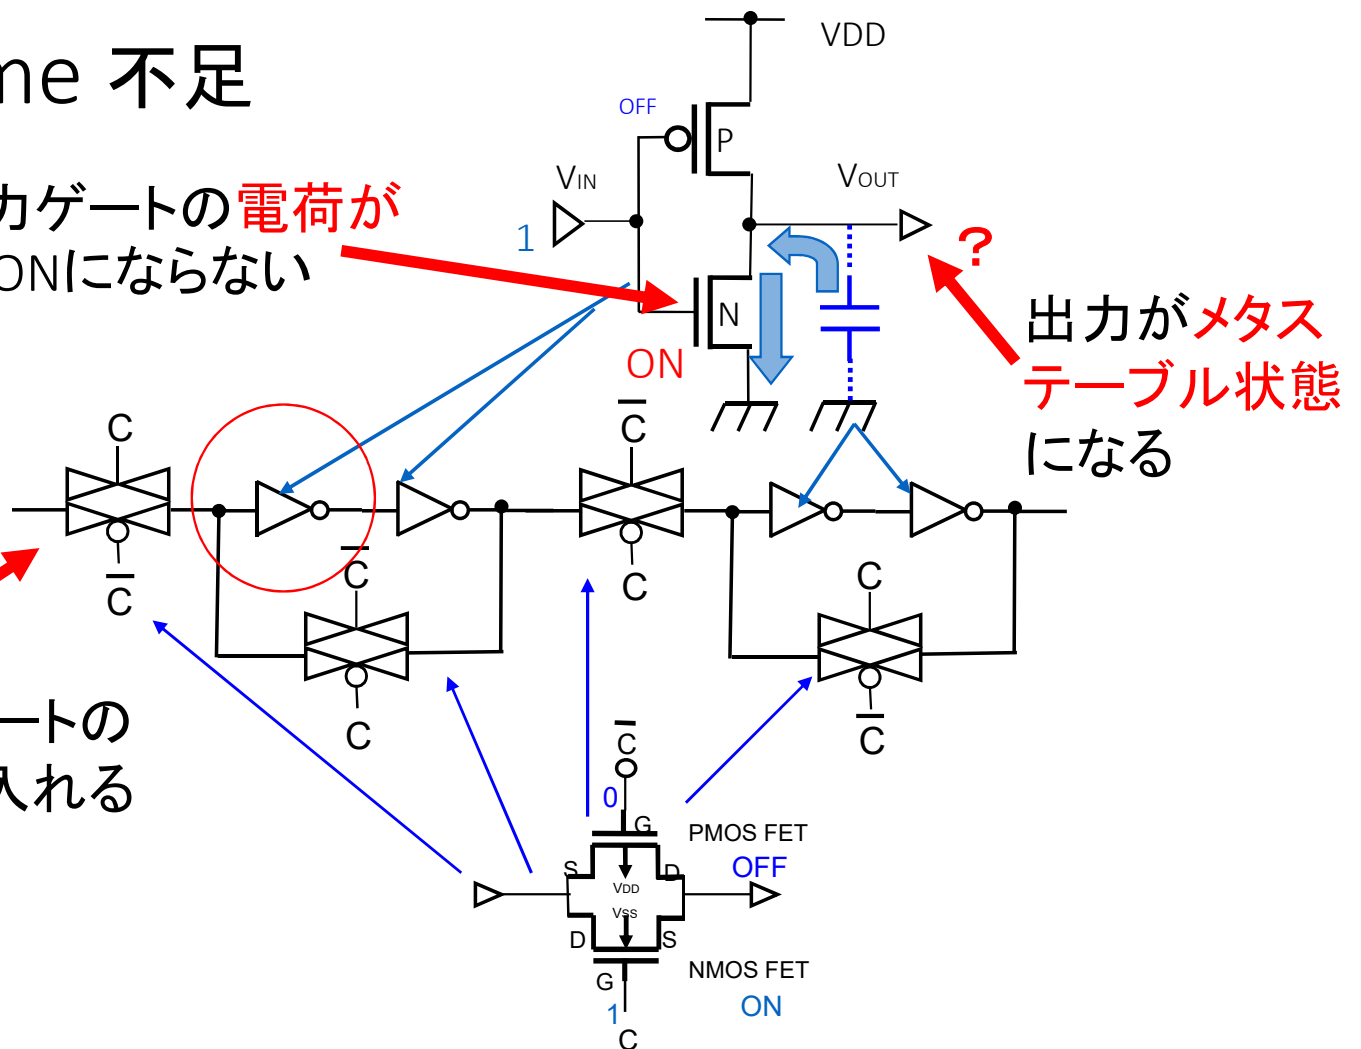 me 不足
VDD
OFF
P
VIN
VOUT
カゲートの電荷が
ONにならない
1
?
N
ON
出力がメタス
テーブル状態
になる
C
C
C
C
C
C
C
C
ートの
入れる
C
0
G
PMOS FET
S
D
OFF
VDD
VSS
D
S
NMOS FET
G
ON
1
C